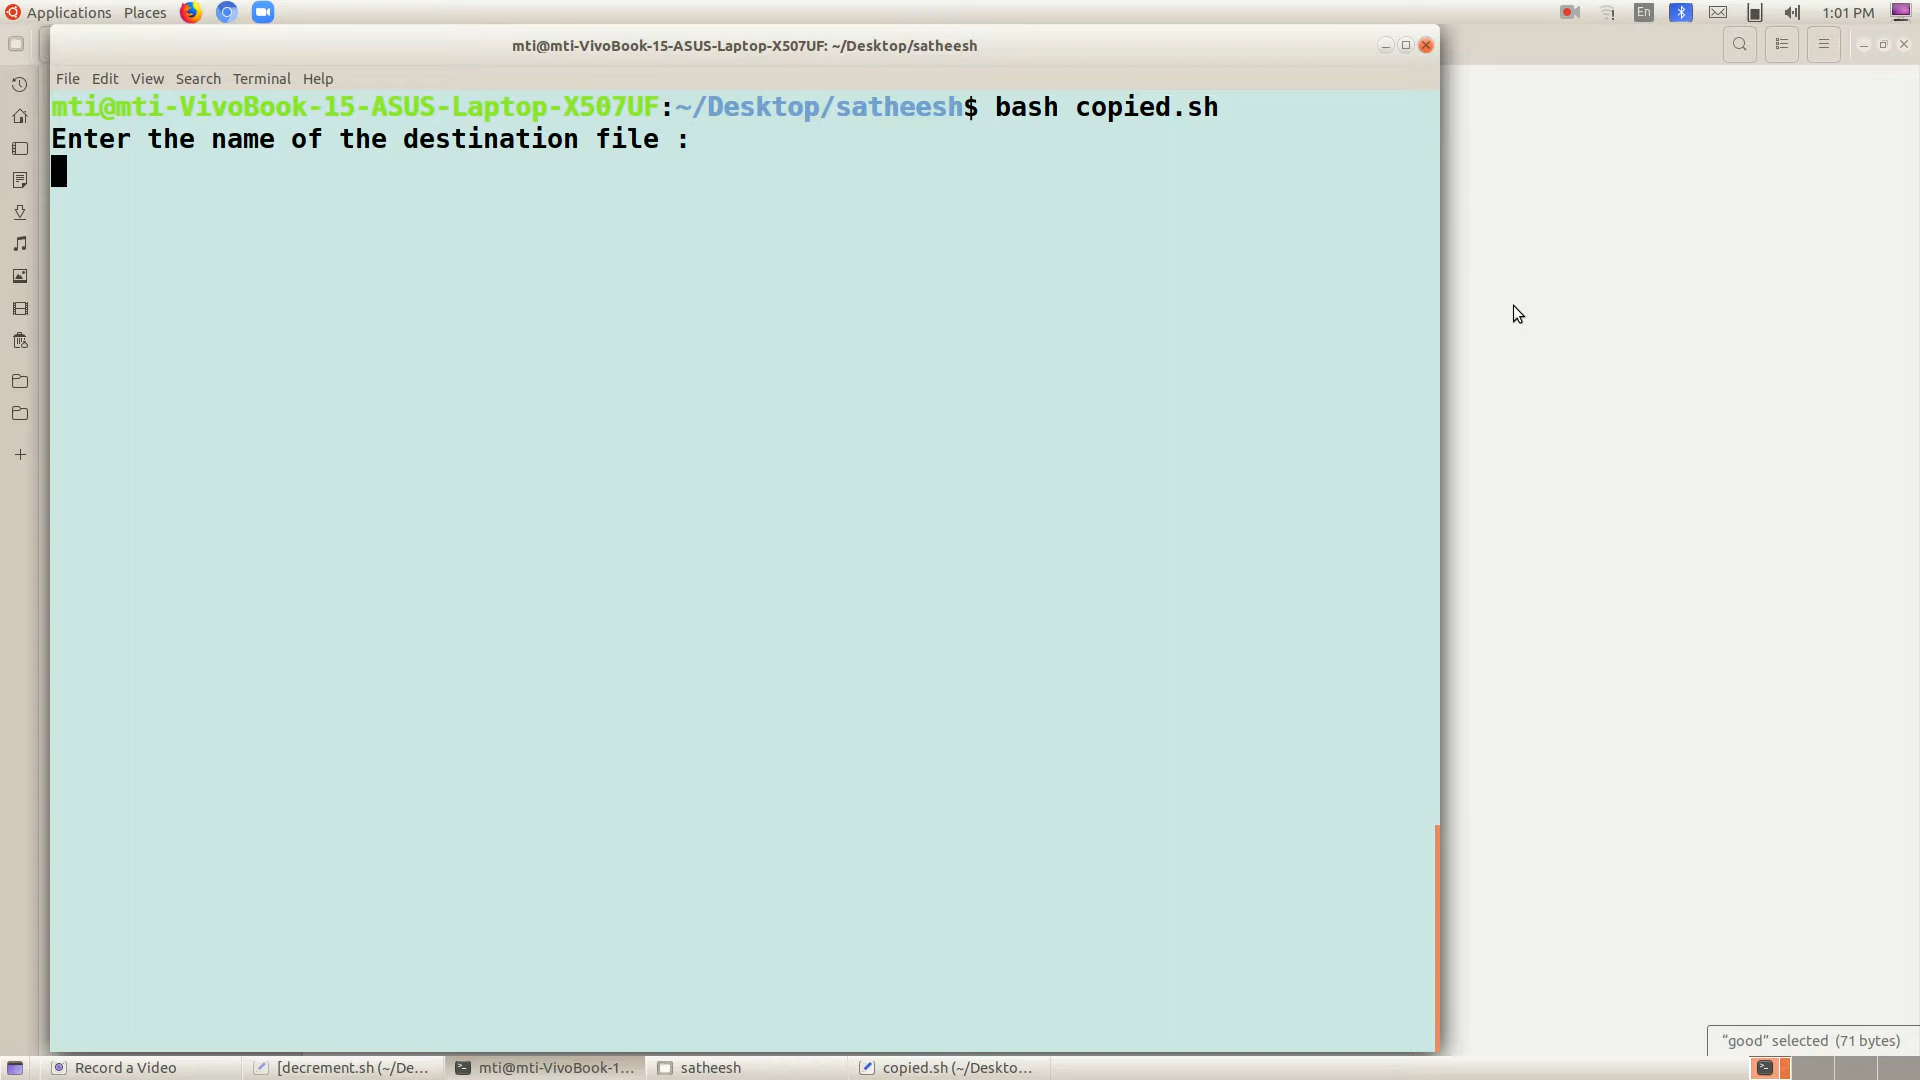 Applications Places
En
1:01 PM
mti@mti-VivoBook-15-ASUS-Laptop-X507UF: ~/Desktop/satheesh
File Edit View Search Terminal Help
mti@mti-VivoBook-15-ASUS-Laptop-X507UF:~/Desktop/satheesh$ bash copied.sh
Enter the name of the destination file :
“good” selected (71 bytes)
Record a Video
[decrement.sh (~/De...
mti@mti-VivoBook-1...
satheesh
copied.sh (~/Deskto...